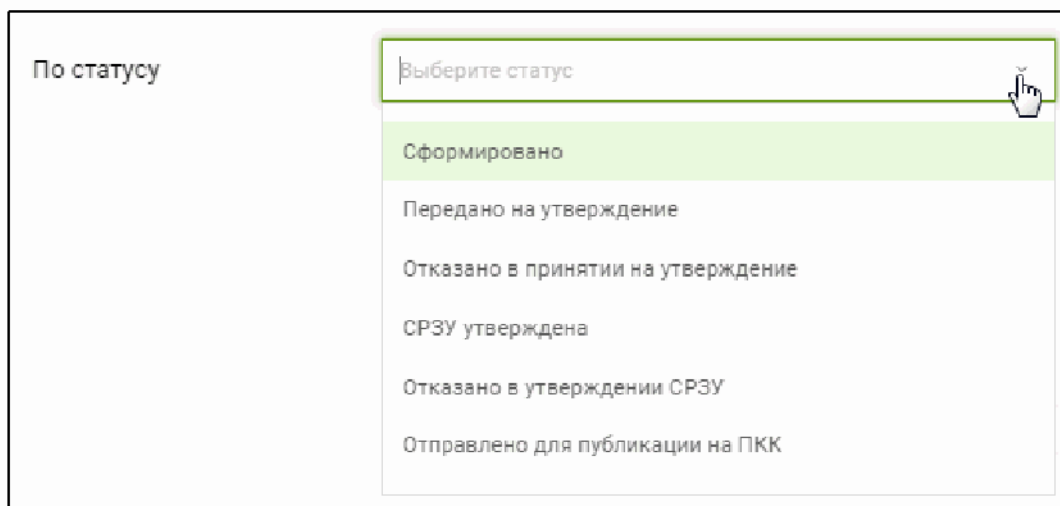 По статусу
Выберите статус
Сформировано
Передано на утверждение
Отказано в принятии на утверждение
СРЗУ утверждена
Отказано в утверждении СРЗУ
Отправлено для публикации на ПКК